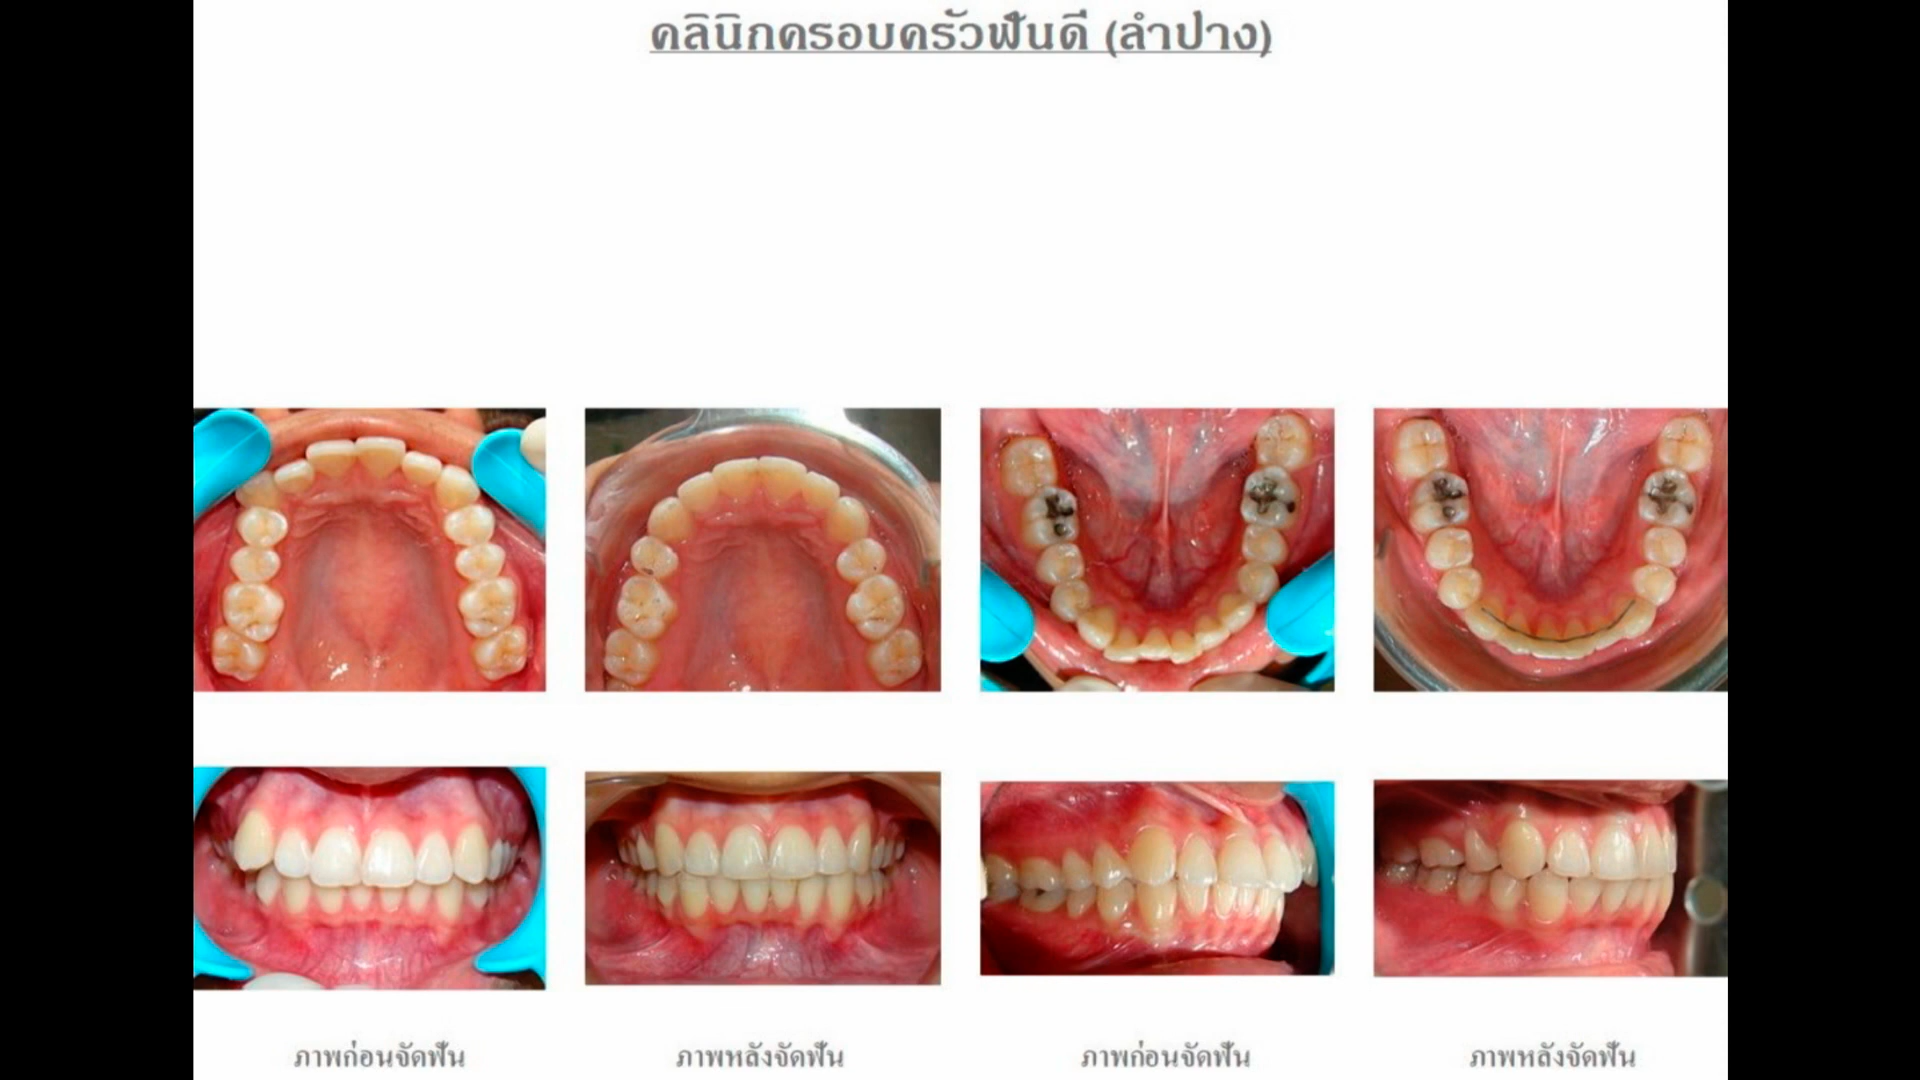 คลินิกครอบครัวฟันดี (ลำปาง)
ภาพก่อนจัดฟัน
ภาพหลังจัดฟัน
ภาพก่อนจัดฟัน
ภาพหลังจัดฟัน